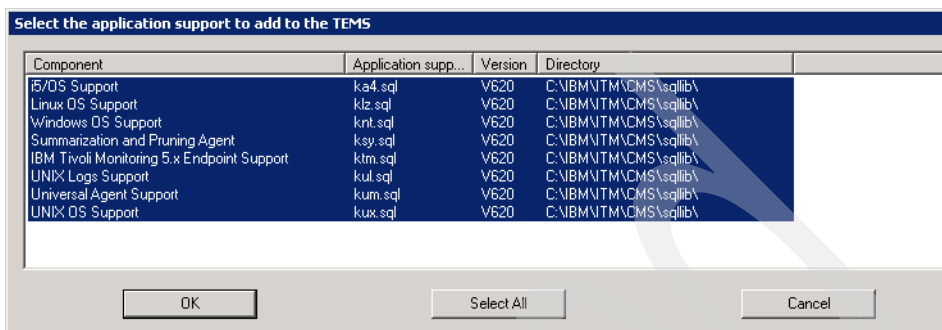 Select the application support to add to the TEMS
Component Application supp... Version Directory
i5/OS Support ka4.sql V620 C:\IBM\ITM\CMS\sqllib\
Linux OS Support klz.sql V620 C:\IBM\ITM\CMS\sqllib\
Windows OS Support knt.sql V620 C:\IBM\ITM\CMS\sqllib\
Summarization and Pruning Agent ksy.sql V620 C:\IBM\ITM\CMS\sqllib\
IBM Tivoli Monitoring 5.x Endpoint Support ktm.sql V620 C:\IBM\ITM\CMS\sqllib\
UNIX Logs Support kul.sql V620 C:\IBM\ITM\CMS\sqllib\
Universal Agent Support kum.sql V620 C:\IBM\ITM\CMS\sqllib\
UNIX OS Support kux.sql V620 C:\IBM\ITM\CMS\sqllib\
OK Select All Cancel